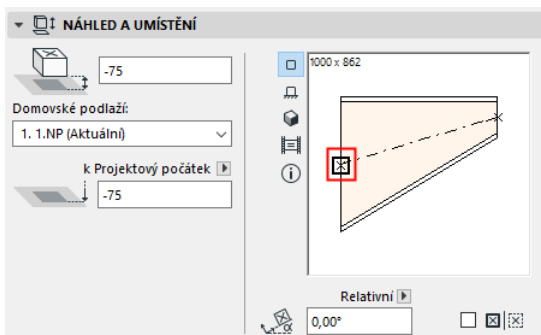 NÁHLED A UMÍSTĚNÍ
-75
Domovské podlaží:
1. 1.NP (Aktuální)
k Projektový počátek
-75
1000 x 862
Relativní
α
0,00°